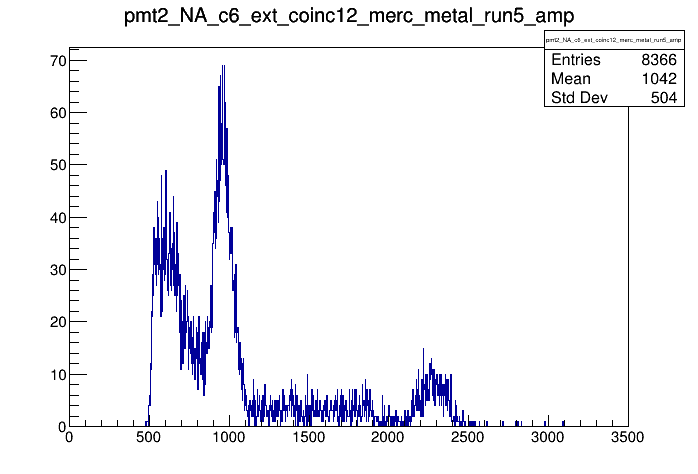 pmt2_NA_c6_ext_coinc12_merc_metal_run5_amp
pmt2_NA_c6_ext_coinc12_merc_metal_run5_amp
Entries 8366
Mean 1042
Std Dev 504
70
60
50
40
30
20
10
0
0 500 1000 1500 2000 2500 3000 3500